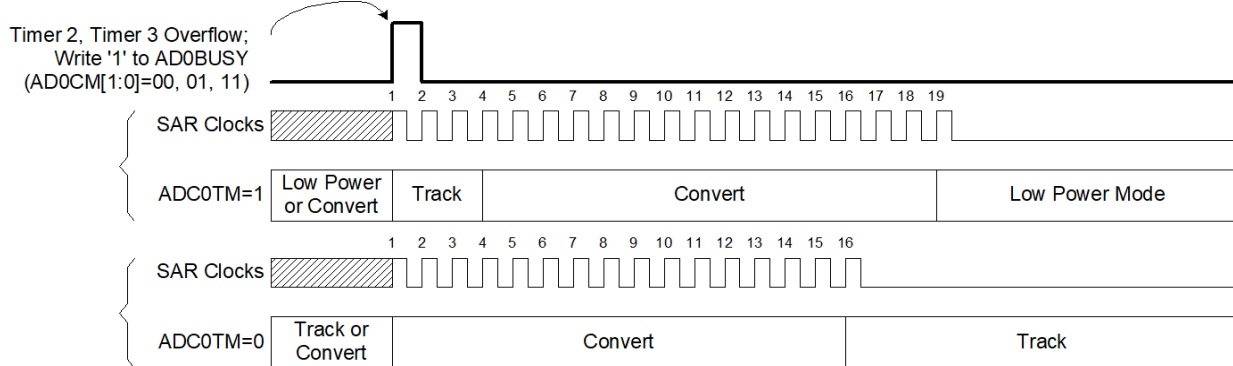 Timer 2, Timer 3 Overflow;
Write '1' to AD0BUSY
(AD0CM[1:0]=00, 01, 11)
1 2 3 4 5 6 7 8 9 10 11 12 13 14 15 16 17 18 19
SAR Clocks
ADC0TM=1
Low Power
or Convert
Track
Convert
Low Power Mode
1 2 3 4 5 6 7 8 9 10 11 12 13 14 15 16
SAR Clocks
ADC0TM=0
Track or
Convert
Convert
Track